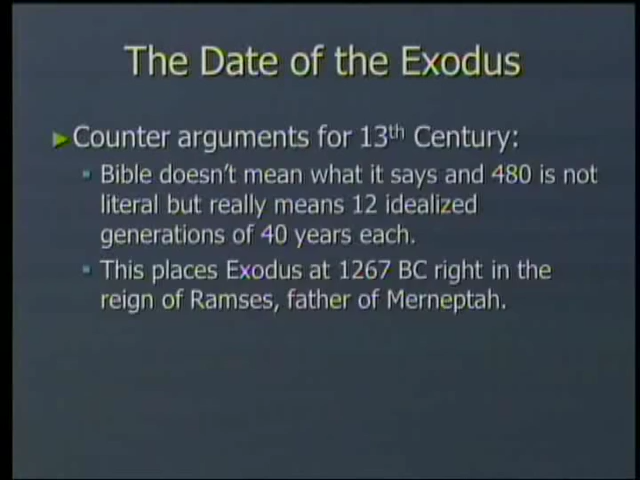 The Date of the Exodus
Counter arguments for 13th Century:
Bible doesn't mean what it says and 480 is not
literal but really means 12 idealized
generations of 40 years each.
This places Exodus at 1267 BC right in the
reign of Ramses, father of Merneptah.